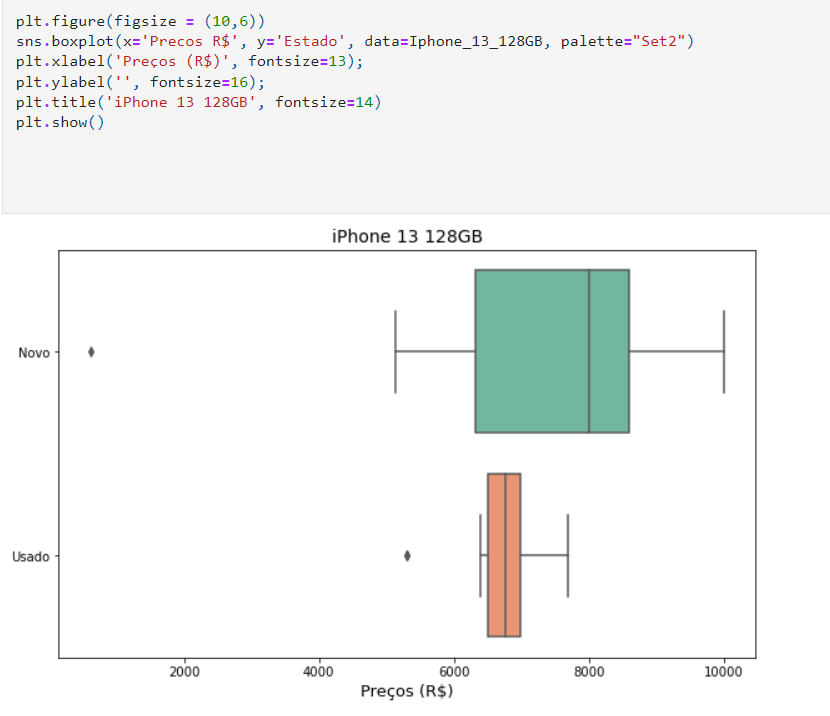 plt.figure(figsize = (10,6))
sns.boxplot(x='Precos R$', y='Estado', data=Iphone_13_128GB, palette="Set2")
plt.xlabel('Preços (R$)', fontsize=13);
plt.ylabel('', fontsize=16);
plt.title('iPhone 13 128GB', fontsize=14)
plt.show()
iPhone 13 128GB
Novo
Usado
2000 4000 6000 8000 10000
Preços (R$)